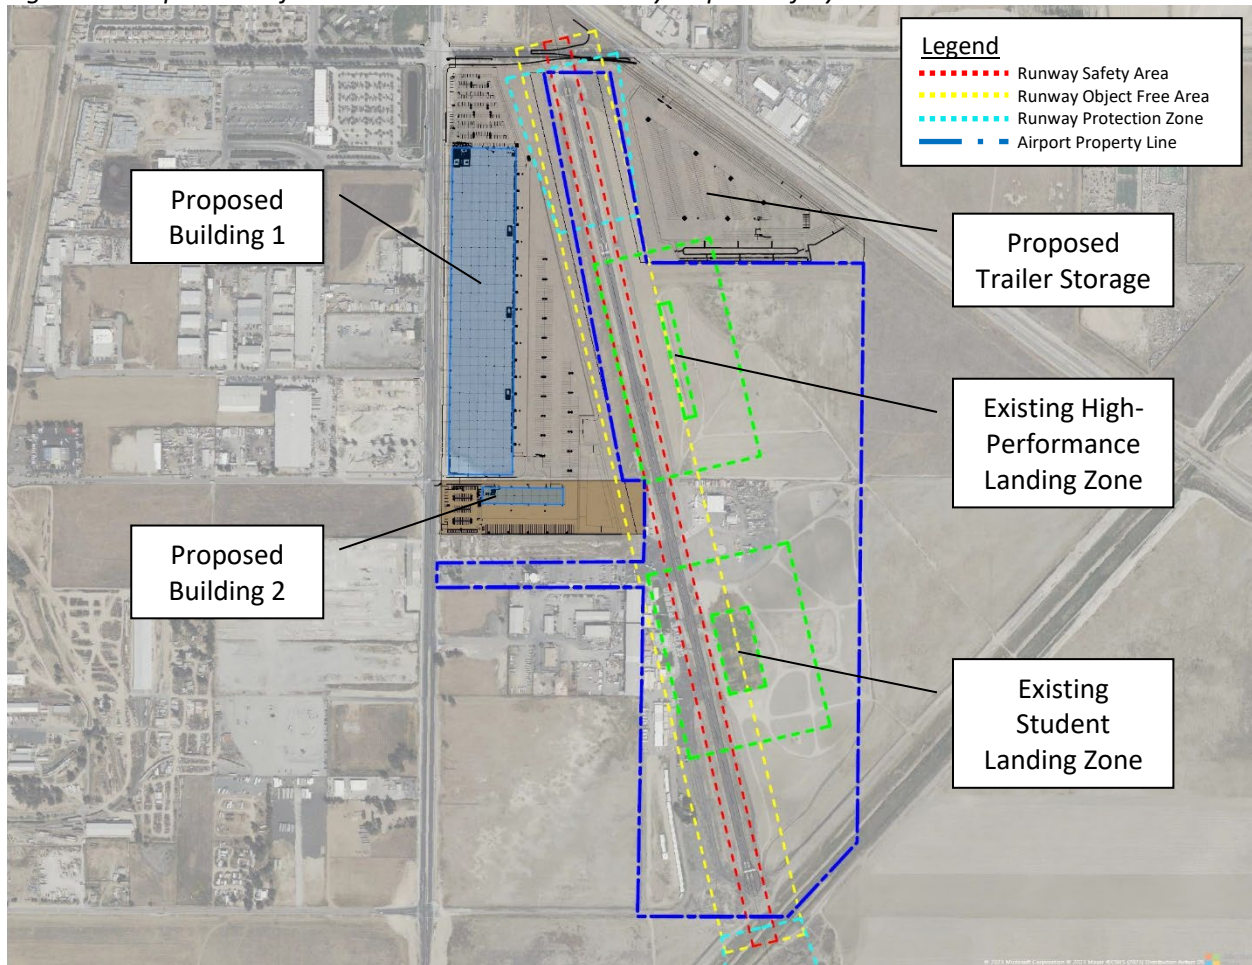 Legend
Runway Safety Area
Runway Object Free Area
Runway Protection Zone
Airport Property Line
Proposed
Building 1
Proposed
Trailer Storage
Existing High-
Performance
Landing Zone
Proposed
Building 2
Existing
Student
Landing Zone